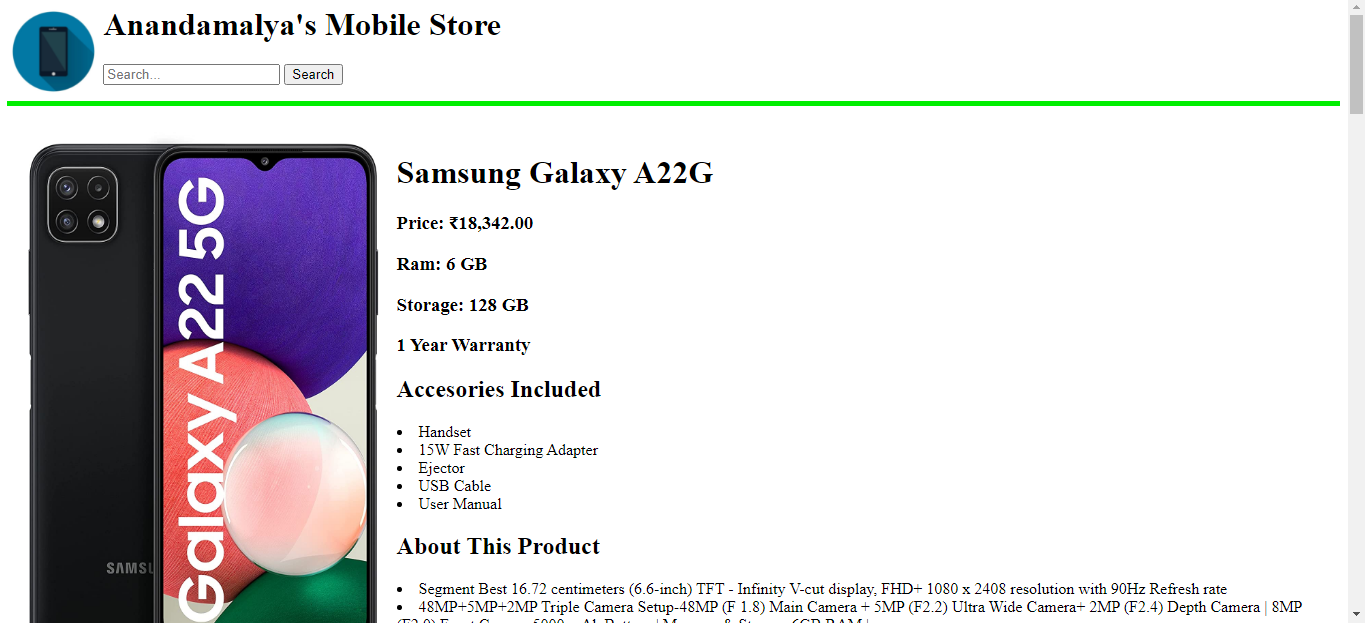 Anandamalya's Mobile Store
Search...
Search
Galaxy A22 5G
SAMSU
Samsung Galaxy A22G
Price: ₹18,342.00
Ram: 6 GB
Storage: 128 GB
1 Year Warranty
Accesories Included
Handset
15W Fast Charging Adapter
Ejector
USB Cable
User Manual
About This Product
Segment Best 16.72 centimeters (6.6-inch) TFT - Infinity V-cut display, FHD+ 1080 x 2408 resolution with 90Hz Refresh rate
48MP+5MP+2MP Triple Camera Setup-48MP (F 1.8) Main Camera + 5MP (F2.2) Ultra Wide Camera+ 2MP (F2.4) Depth Camera | 8MP